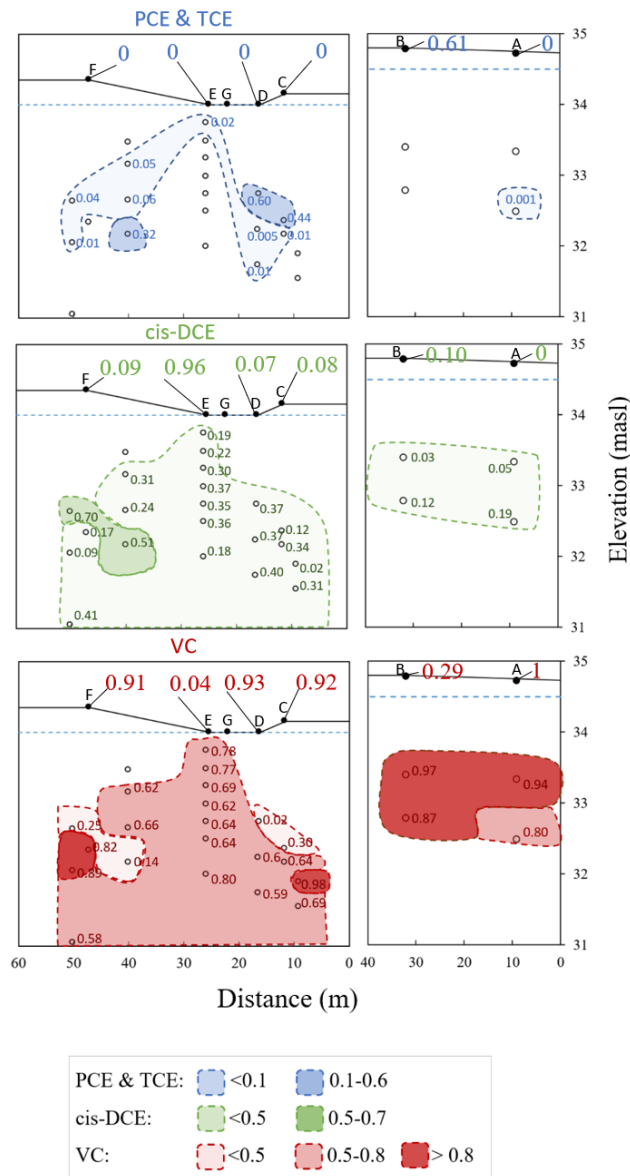 PCE & TCE
0 0 0 0
F E G D C
0.02
0.05
0.04 0.06 0.60
0.32 0.44
0.01 0.005 0.01
0.01
0.61 0
B A
0.001
35
34
33
32
31
cis-DCE
0.09 0.96 0.07 0.08
F E G D C
0.19
0.22
0.31 0.30
0.37
0.70 0.24 0.35 0.37
0.17 0.36 0.12
0.09 0.51 0.37 0.34
0.18 0.02
0.40 0.31
0.41
0.10 0
B A
0.03 0.05
0.12 0.19
35
34
33
32
31
Elevation (masl)
VC
0.91 0.04 0.93 0.92
F E G D C
0.78
0.77
0.62 0.69
0.62
0.25 0.66 0.64 0.02
0.82 0.64 0.30
0.89 0.14 0.6 0.64
0.80 0.98
0.59 0.69
0.58
0.29 1
B A
0.97 0.94
0.87 0.80
35
34
33
32
31
60 50 40 30 20 10 0
40 30 20 10 0
Distance (m)
PCE & TCE: <0.1 0.1-0.6
cis-DCE: <0.5 0.5-0.7
VC: <0.5 0.5-0.8 > 0.8